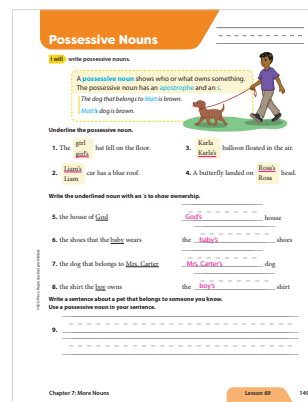 Possessive Nouns
I will write possessive nouns.
A possessive noun shows who or what owns something.
The possessive noun has an apostrophe and an s.
The dog that belongs to Matt is brown.
Matt's dog is brown.
Underline the possessive noun.
1. The girl girl's hat fell on the floor.
2. Liam's Liam car has a blue roof.
3. Karla Karla's balloon floated in the air.
4. A butterfly landed on Rosa's Rosa head.
Write the underlined noun with an 's to show ownership.
5. the house of God God's house
6. the shoes that the baby wears the baby's shoes
7. the dog that belongs to Mrs. Carter Mrs. Carter's dog
8. the shirt the boy owns the boy's shirt
Write a sentence about a pet that belongs to someone you know.
Use a possessive noun in your sentence.
9.
Chapter 7: More Nouns
Lesson 69
149